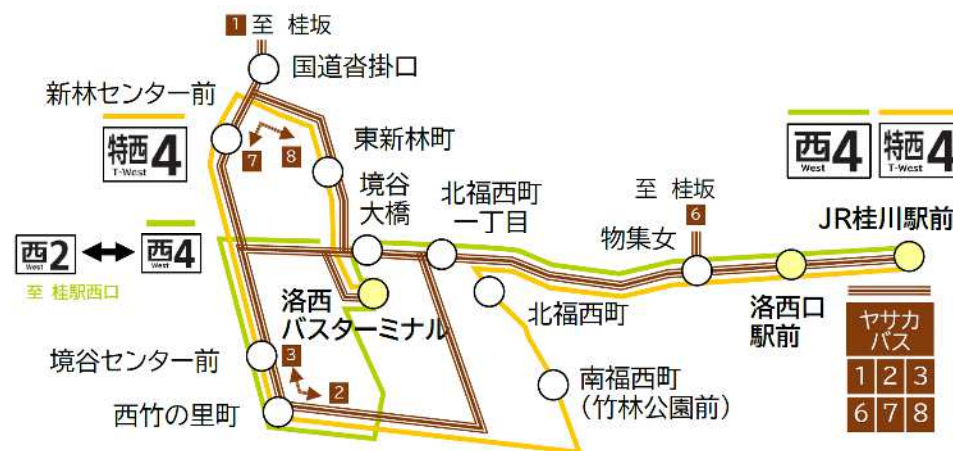 1 至 桂坂
国道沓掛口
新林センター前
特西4
T-West
7
8
東新林町
境谷
大橋
北福西町
一丁目
至 桂坂
6
物集女
西4
West
特西4
T-West
JR桂川駅前
西2
West
西4
West
至 桂駅西口
洛西
バスターミナル
北福西町
洛西口
駅前
ヤサカ
バス
1 2 3
6 7 8
境谷センター前
3
2
西竹の里町
南福西町
(竹林公園前)